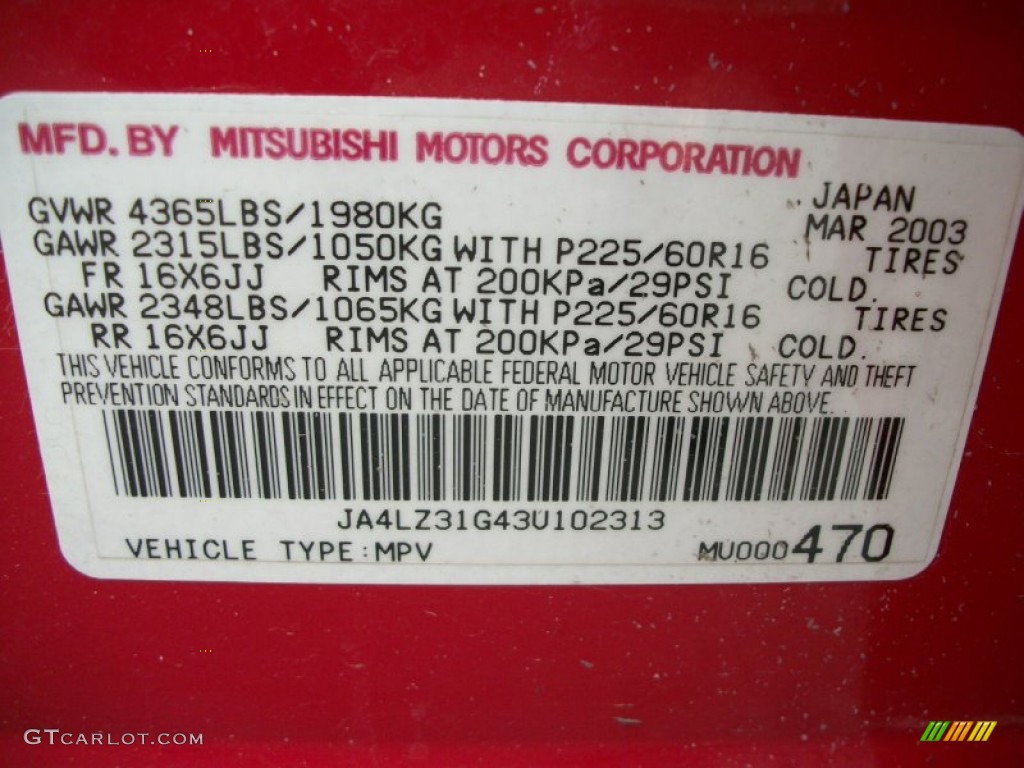 MFD. BY MITSUBISHI MOTORS CORPORATION
JAPAN
GVWR 4365LBS/1980KG MAR 2003
GAWR 2315LBS/1050KG WITH P225/60R16 TIRES
FR 16X6JJ RIMS AT 200KPa/29PSI COLD.
GAWR 2348LBS/1065KG WITH P225/60R16 TIRES
RR 16X6JJ RIMS AT 200KPa/29PSI COLD.
THIS VEHICLE CONFORMS TO ALL APPLICABLE FEDERAL MOTOR VEHICLE SAFETY AND THEFT
PREVENTION STANDARDS IN EFFECT ON THE DATE OF MANUFACTURE SHOWN ABOVE.
JA4LZ31G43U102313
VEHICLE TYPE:MPV MU000470
GTCARLOT.COM